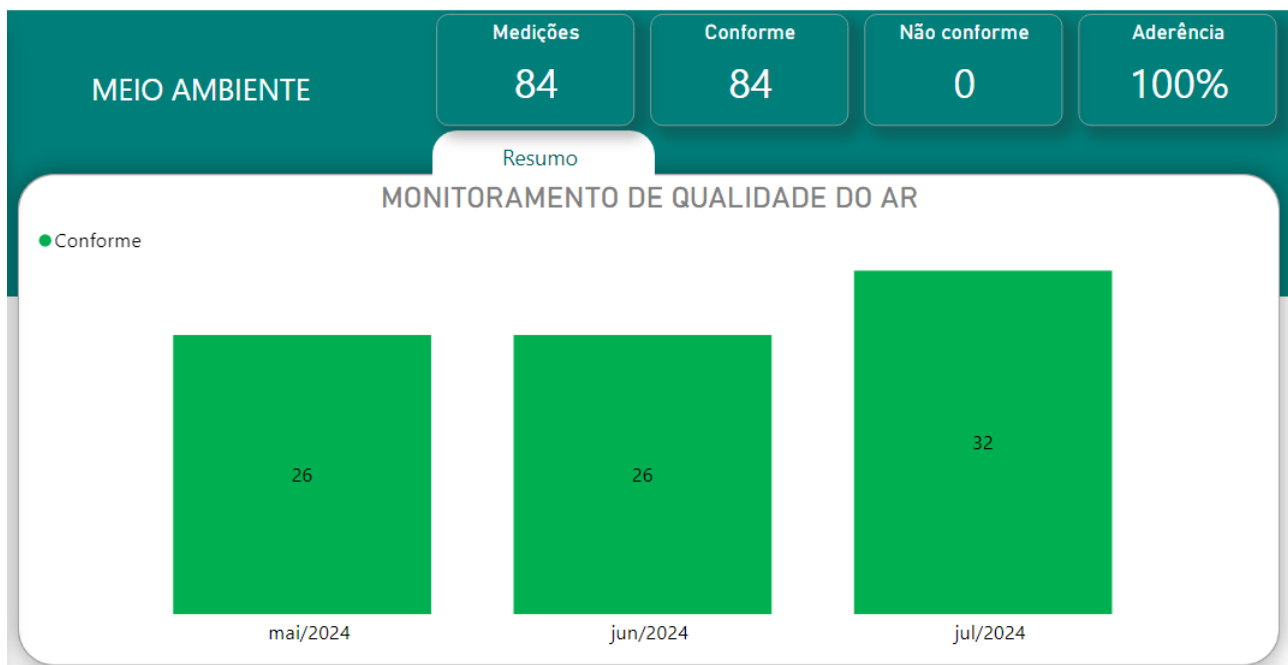 MEIO AMBIENTE
Medições
84
Conforme
84
Não conforme
0
Aderência
100%
Resumo
MONITORAMENTO DE QUALIDADE DO AR
Conforme
26
26
32
mai/2024
jun/2024
jul/2024